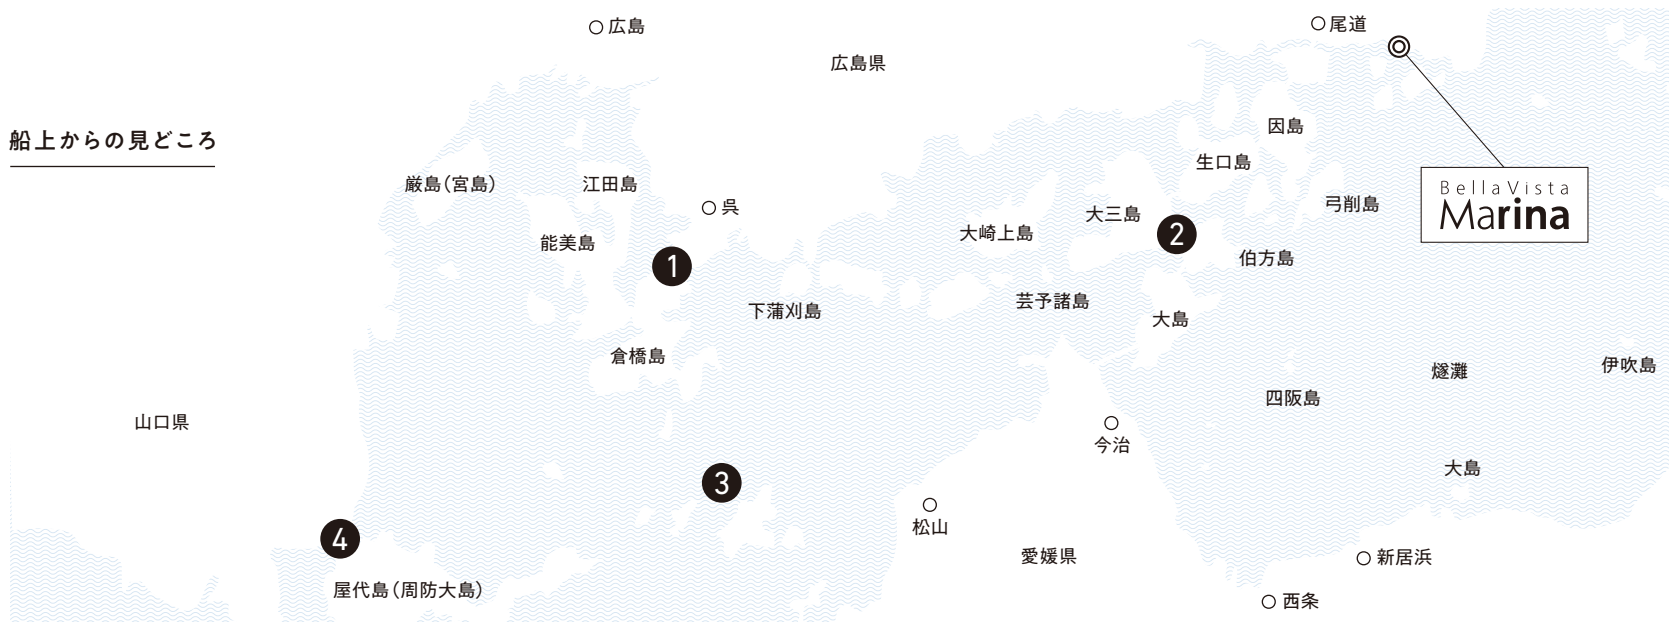 広島
尾道
広島県
船上からの見どころ
因島
生口島
厳島（宮島）
江田島
BellaVista
Marina
呉
弓削島
大三島
大崎上島
2
能美島
1
伯方島
芸予諸島
下蒲刈島
大島
倉橋島
伊吹島
燧灘
四阪島
山口県
今治
大島
3
松山
4
愛媛県
新居浜
屋代島（周防大島）
西条